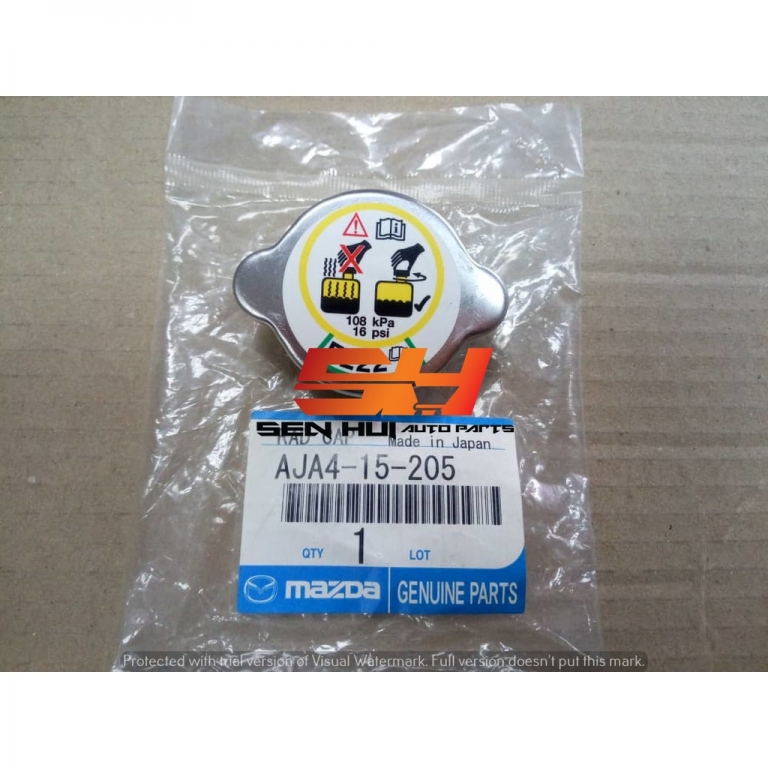 108 kPa
16 psi
SH
SEN HUI AUTO PARTS
RAD CAP Made in Japan
AJA4-15-205
QTY 1 LOT
mazda GENUINE PARTS
Protected with trial version of Visual Watermark. Full version doesn't put this mark.